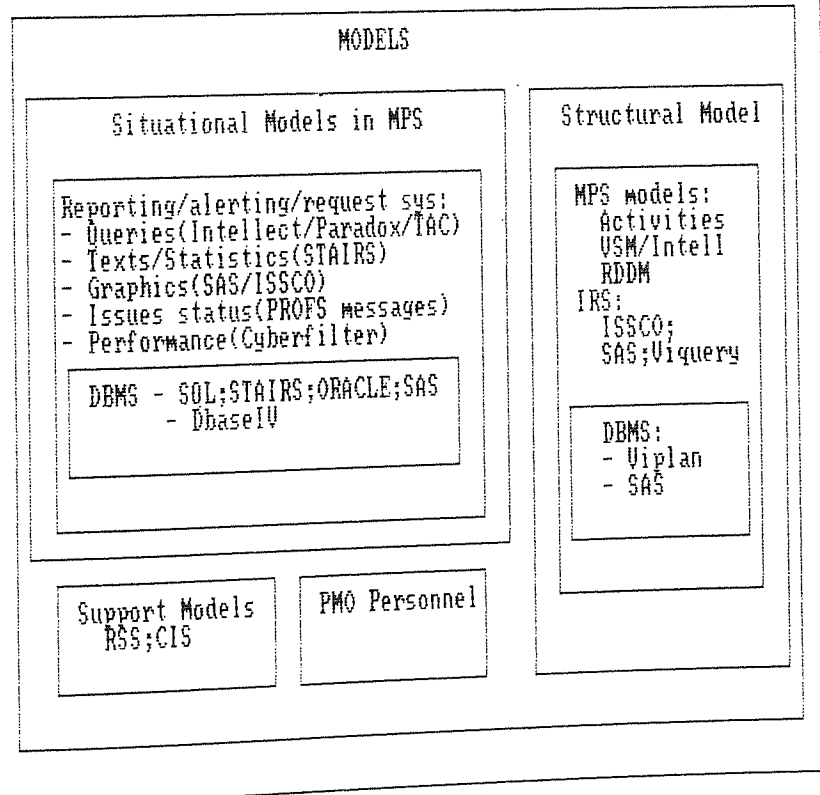 MODELS
Situational Models in MPS
Reporting/alerting/request sys:
- Queries(Intellect/Paradox/TAC)
- Texts/Statistics(STAIRS)
- Graphics(SAS/ISSCO)
- Issues status(PROFS messages)
- Performance(Cyberfilter)
DBMS - SQL;STAIRS;ORACLE;SAS
- DbaseIV
Structural Model
MPS models:
Activities
VSM/IntelI
RDDM
IRS:
ISSCO;
SAS;Viquery
DBMS:
- Viplan
- SAS
Support Models
RSS;CIS
PMO Personnel